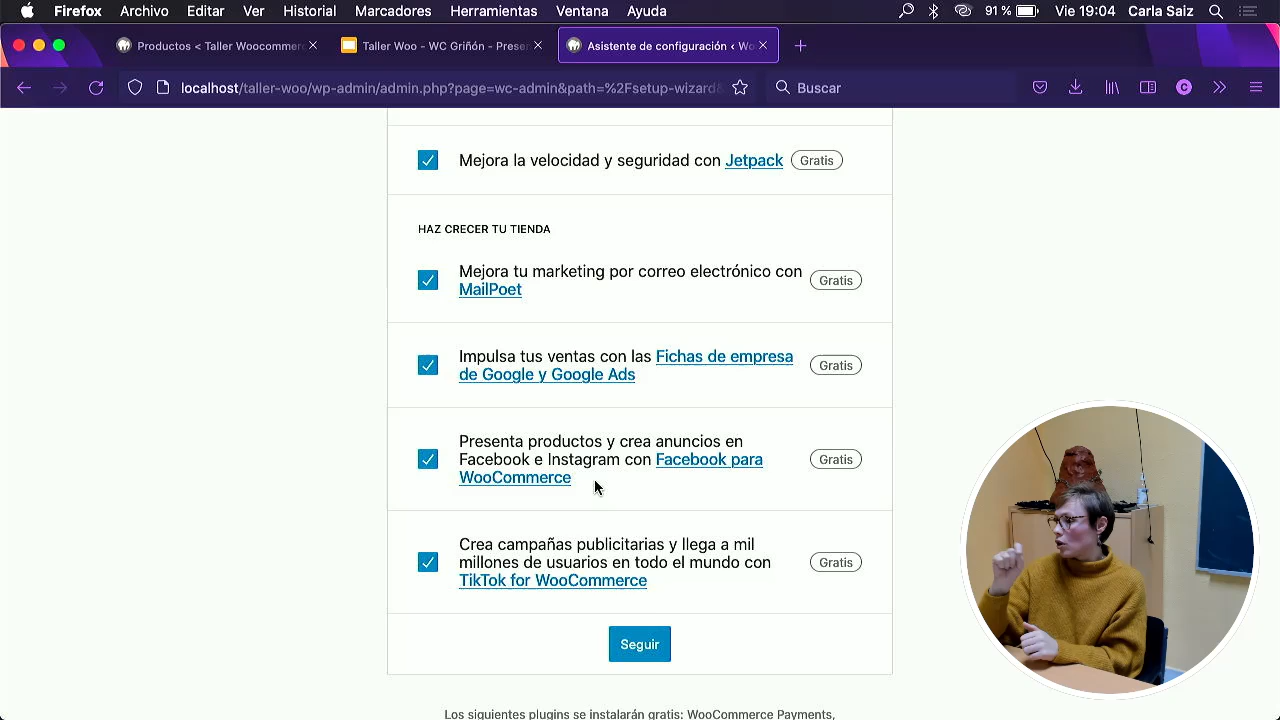 Firefox Archivo Editar Ver Historial Marcadores Herramientas Ventana Ayuda 91 % Vie 19:04 Carla Saiz
Productos < Taller Woocommer
Taller Woo - WC Griñón - Prese
Asistente de configuración < Wo
localhost/taller-woo/wp-admin/admin.php?page=wc-admin&path=%2Fsetup-wizard&
Buscar
C
Mejora la velocidad y seguridad con Jetpack Gratis
HAZ CRECER TU TIENDA
Mejora tu marketing por correo electrónico con
MailPoet
Gratis
Impulsa tus ventas con las Fichas de empresa
de Google y Google Ads
Gratis
Presenta productos y crea anuncios en
Facebook e Instagram con Facebook para
WooCommerce
Gratis
Crea campañas publicitarias y llega a mil
millones de usuarios en todo el mundo con
TikTok for WooCommerce
Gratis
Seguir
Los siguientes plugins se instalarán gratis: WooCommerce Payments,